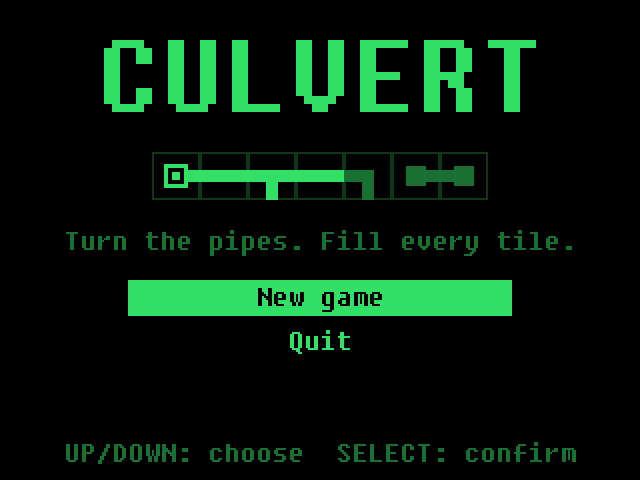 CULVERT
Turn the pipes. Fill every tile.
New game
Quit
UP/DOWN: choose  SELECT: confirm